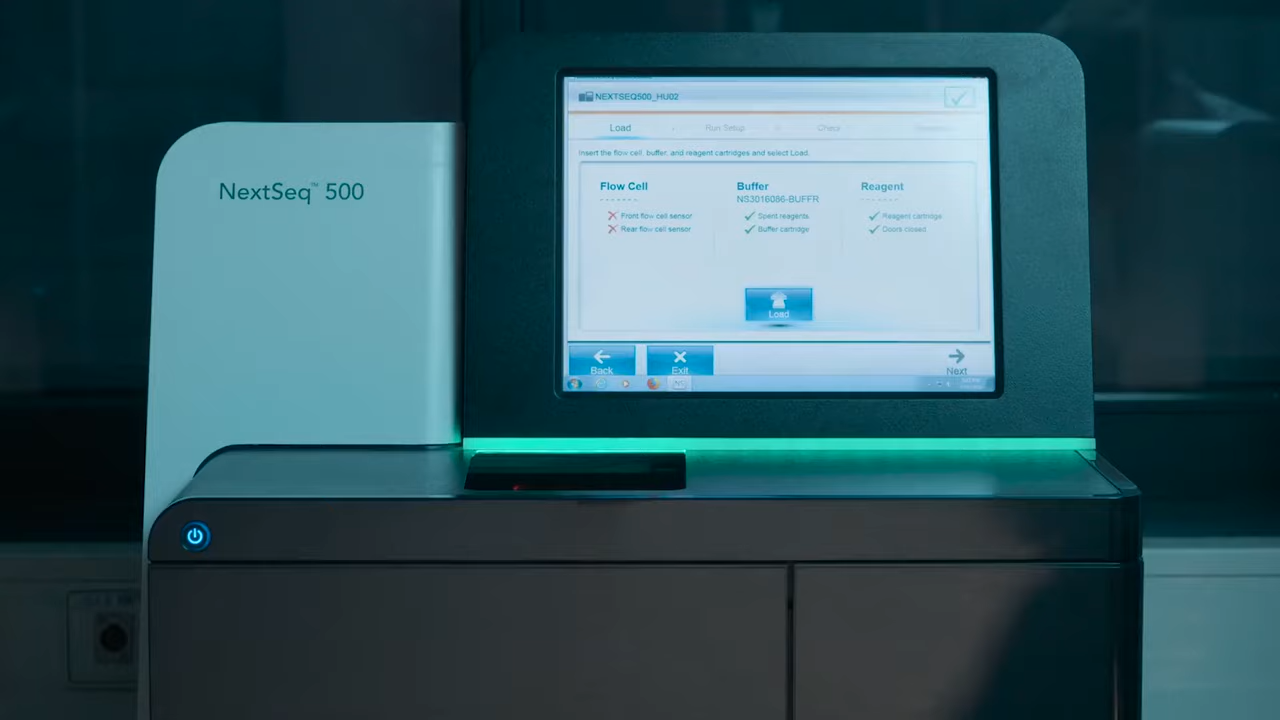 NextSeq™ 500
NEXTSEQ500_HU02
Load Run Setup Check
Insert the flow cell, buffer, and reagent cartridges and select Load.
Flow Cell
- - - - - - -
Front flow cell sensor
Rear flow cell sensor
Buffer
NS3016086-BUFFR
Spent reagents
Buffer cartridge
Reagent
- - - - - - -
Reagent cartridge
Doors closed
Load
Back Exit Next